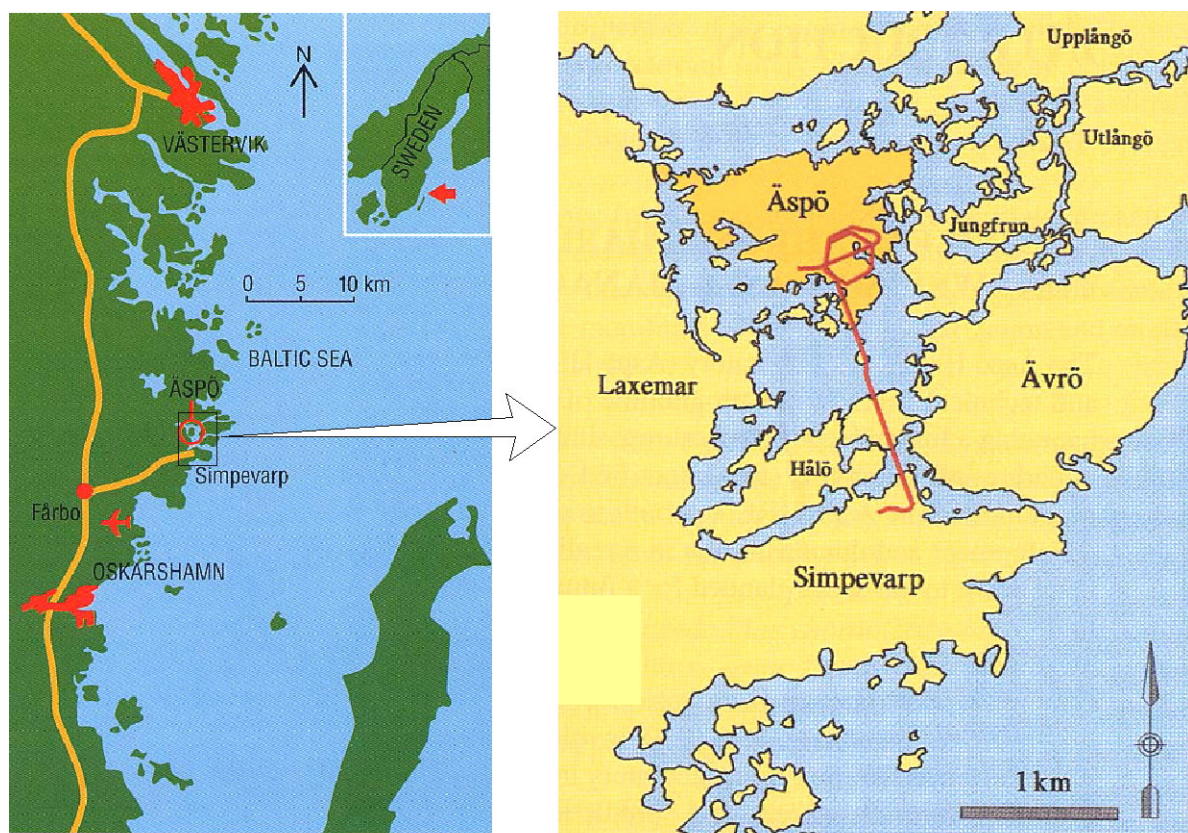 N
VÄSTERVIK
SWEDEN
0 5 10 km
BALTIC SEA
ÄSPÖ
Simpevarp
Fårbo
OSKARSHAMN
Upplångö
Utlångö
Äspö
Jungfrun
Laxemar
Ävrö
Hålö
Simpevarp
1 km